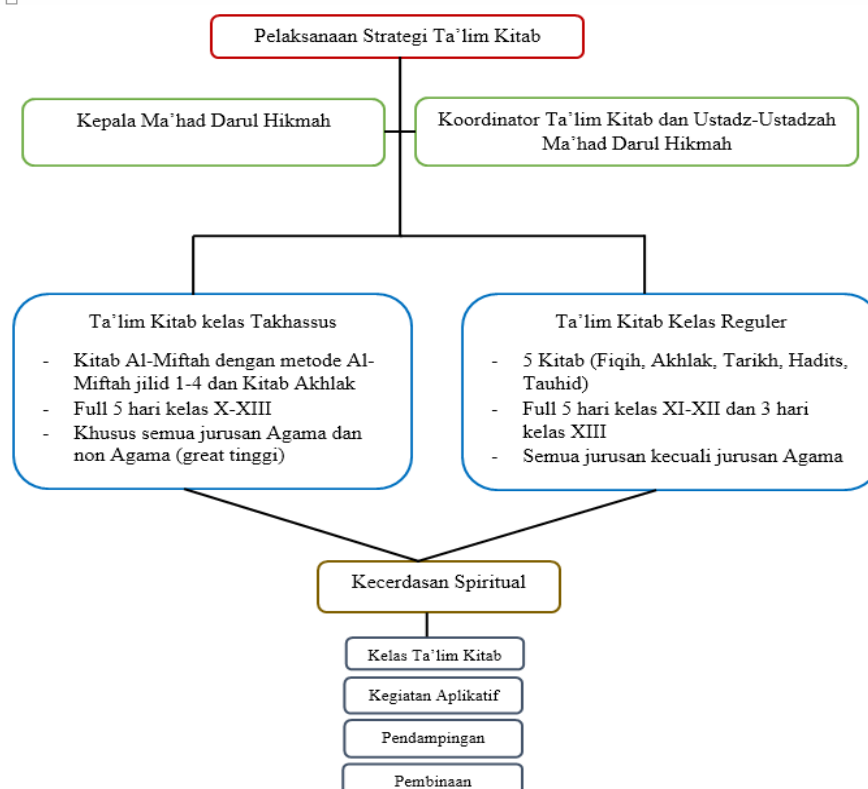 Pelaksanaan Strategi Ta’lim Kitab
Kepala Ma’had Darul Hikmah
Koordinator Ta’lim Kitab dan Ustadz-Ustadzah
Ma’had Darul Hikmah
Ta’lim Kitab kelas Takhassus
- Kitab Al-Miftah dengan metode Al-
Miftah jilid 1-4 dan Kitab Akhlak
- Full 5 hari kelas X-XIII
- Khusus semua jurusan Agama dan
non Agama (great tinggi)
Ta’lim Kitab Kelas Reguler
- 5 Kitab (Fiqih, Akhlak, Tarikh, Hadits,
Tauhid)
- Full 5 hari kelas XI-XII dan 3 hari
kelas XIII
- Semua jurusan kecuali jurusan Agama
Kecerdasan Spiritual
Kelas Ta’lim Kitab
Kegiatan Aplikatif
Pendampingan
Pembinaan